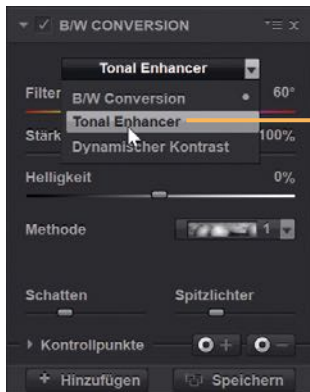 B/W CONVERSION
Tonal Enhancer
Filter 60°
B/W Conversion
Tonal Enhancer
Stärk 100%
Dynamischer Kontrast
Helligkeit 0%
Methode 1
Schatten Spitzlichter
Kontrollpunkte + −
+ Hinzufügen Speichern